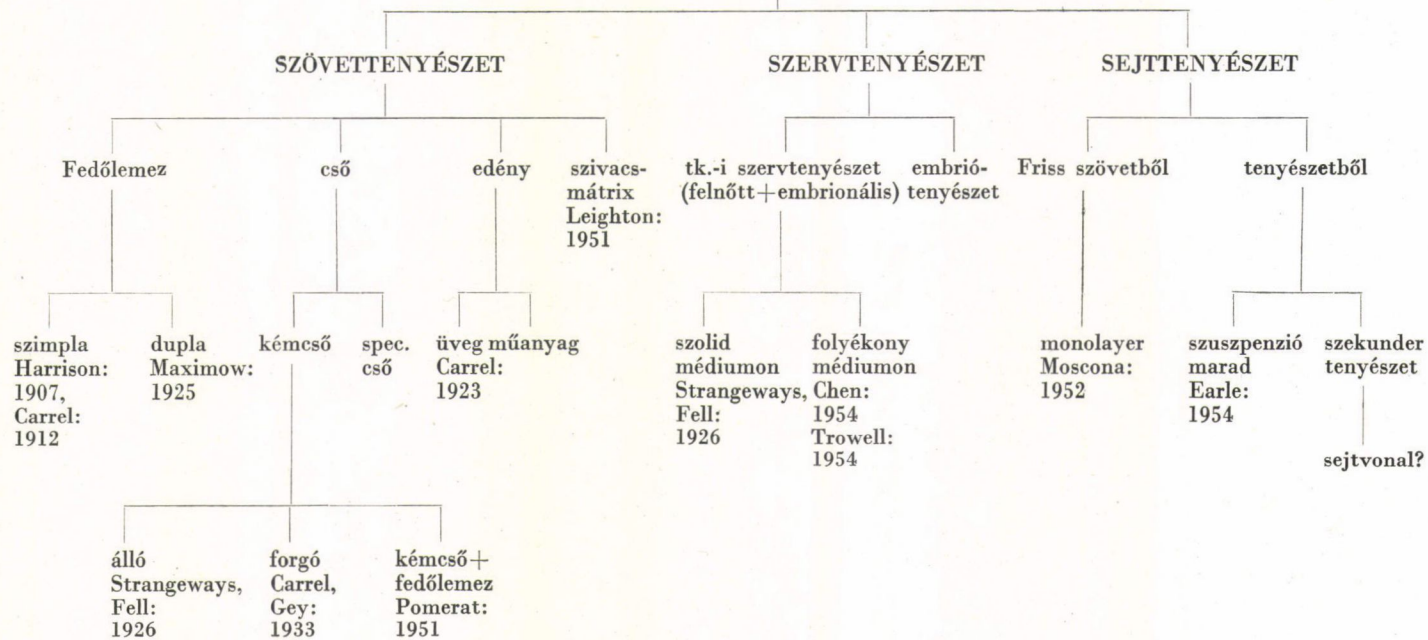 SZÖVETTENYÉSZET
SZERVTENYÉSZET
SEJTTENYÉSZET
Fedőlemez
cső
edény
szivacs-
mátrix
Leighton:
1951
tk.-i szervtenyészet
(felnőtt+embrionális)
embrió-
tenyészet
Friss szövetből
tenyészetből
szimpla
Harrison:
1907,
Carrel:
1912
dupla
Maximow:
1925
kémcső
spec.
cső
üveg
Carrel:
1923
műanyag
szolid
médiumon
Strangeways,
Fell:
1926
folyékony
médiumon
Chen:
1954
Trowell:
1954
monolayer
Moscona:
1952
szuszpenzió
marad
Earle:
1954
szekunder
tenyészet
sejtvonal?
álló
Strangeways,
Fell:
1926
forgó
Carrel,
Gey:
1933
kémcső+
fedőlemez
Pomerat:
1951